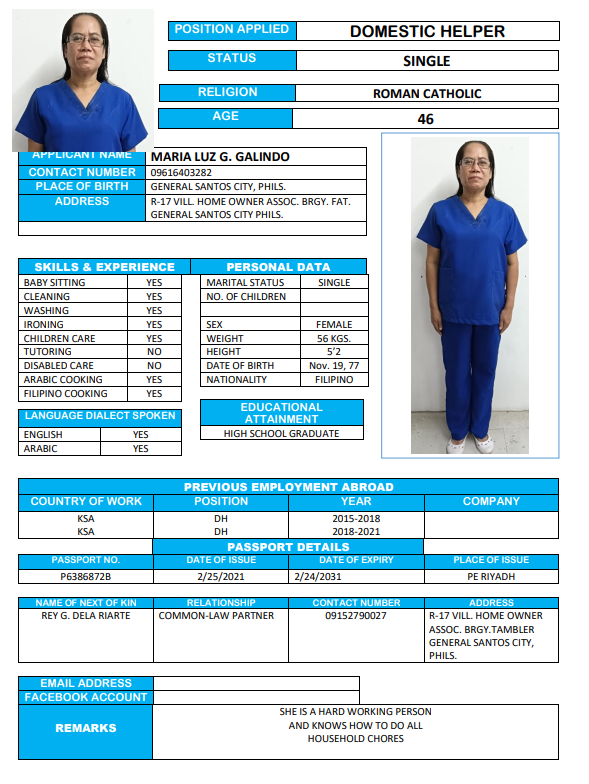 POSITION APPLIED DOMESTIC HELPER
STATUS SINGLE
RELIGION ROMAN CATHOLIC
AGE 46
APPLICANT NAME MARIA LUZ G. GALINDO
CONTACT NUMBER 09616403282
PLACE OF BIRTH GENERAL SANTOS CITY, PHILS.
ADDRESS R-17 VILL. HOME OWNER ASSOC. BRGY. FAT.
GENERAL SANTOS CITY PHILS.
SKILLS & EXPERIENCE
BABY SITTING YES
CLEANING YES
WASHING YES
IRONING YES
CHILDREN CARE YES
TUTORING NO
DISABLED CARE NO
ARABIC COOKING YES
FILIPINO COOKING YES
LANGUAGE DIALECT SPOKEN
ENGLISH YES
ARABIC YES
PERSONAL DATA
MARITAL STATUS SINGLE
NO. OF CHILDREN
SEX FEMALE
WEIGHT 56 KGS.
HEIGHT 5'2
DATE OF BIRTH Nov. 19, 77
NATIONALITY FILIPINO
EDUCATIONAL
ATTAINMENT
HIGH SCHOOL GRADUATE
PREVIOUS EMPLOYMENT ABROAD
COUNTRY OF WORK POSITION YEAR COMPANY
KSA DH 2015-2018
KSA DH 2018-2021
PASSPORT DETAILS
PASSPORT NO. DATE OF ISSUE DATE OF EXPIRY PLACE OF ISSUE
P6386872B 2/25/2021 2/24/2031 PE RIYADH
NAME OF NEXT OF KIN RELATIONSHIP CONTACT NUMBER ADDRESS
REY G. DELA RIARTE COMMON-LAW PARTNER 09152790027 R-17 VILL. HOME OWNER
ASSOC. BRGY.TAMBLER
GENERAL SANTOS CITY,
PHILS.
EMAIL ADDRESS
FACEBOOK ACCOUNT
REMARKS
SHE IS A HARD WORKING PERSON
AND KNOWS HOW TO DO ALL
HOUSEHOLD CHORES